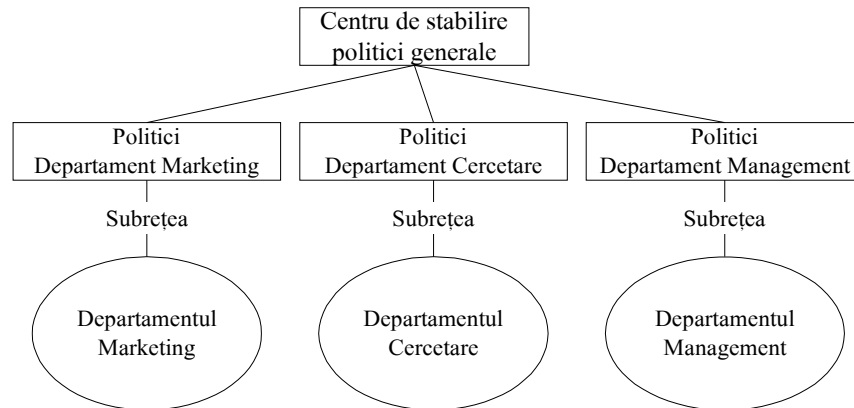 Centru de stabilire
politici generale
Politici
Departament Marketing
Politici
Departament Cercetare
Politici
Departament Management
Subrețea
Subrețea
Subrețea
Departamentul
Marketing
Departamentul
Cercetare
Departamentul
Management